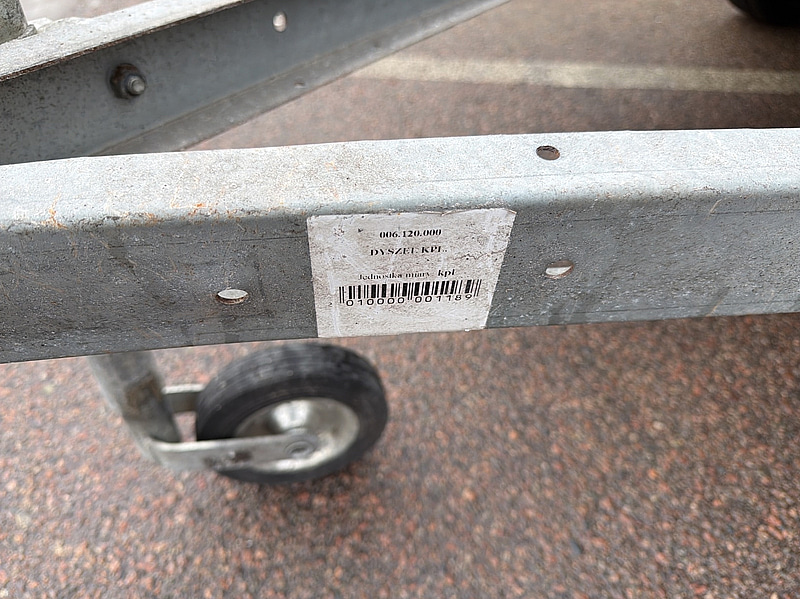 006.120.000
DYSZEL KPL.
Jednostka miary kpl
010000 001189